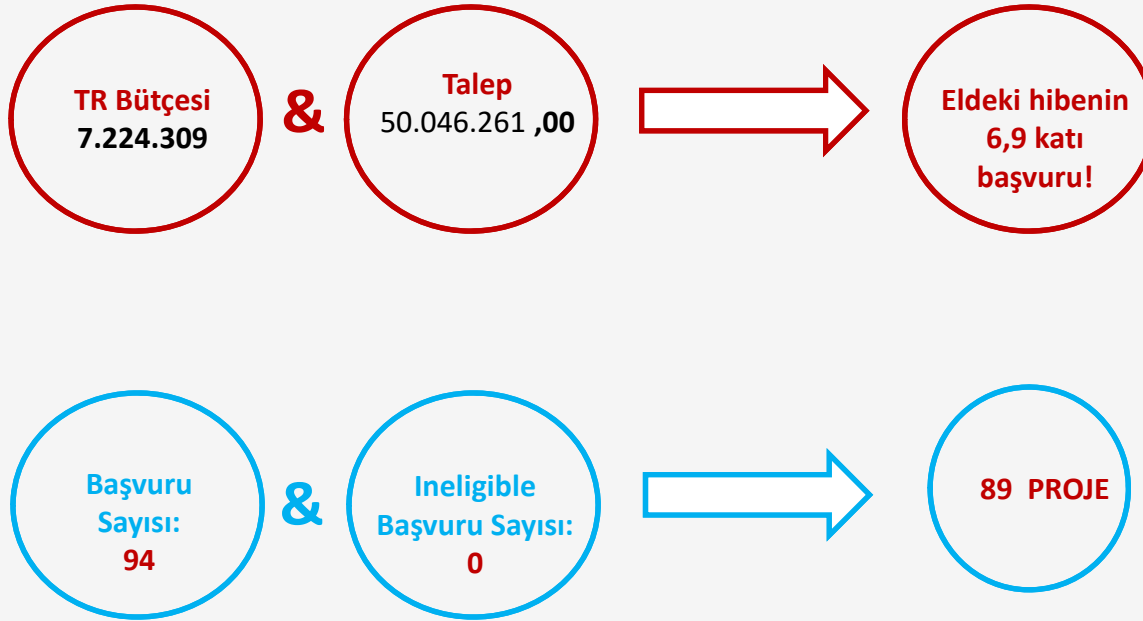 TR Bütçesi
7.224.309
&
Talep
50.046.261 ,00
Eldeki hibenin
6,9 katı
başvuru!
Başvuru
Sayısı:
94
&
Ineligible
Başvuru Sayısı:
0
89 PROJE